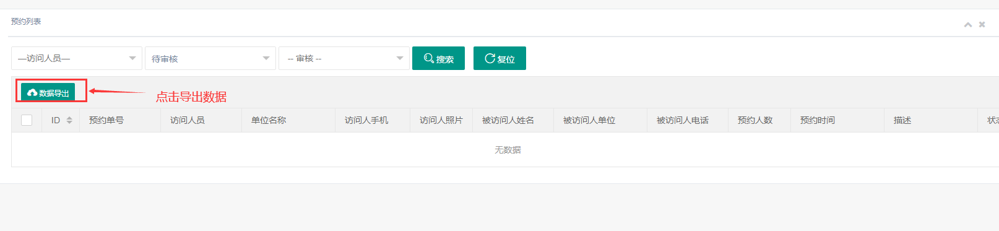 预约列表
—访问人员— 待审核 -- 审核 -- 搜索 复位
数据导出 点击导出数据
ID 预约单号 访问人员 单位名称 访问人手机 访问人照片 被访问人姓名 被访问人单位 被访问人电话 预约人数 预约时间 描述 状
无数据